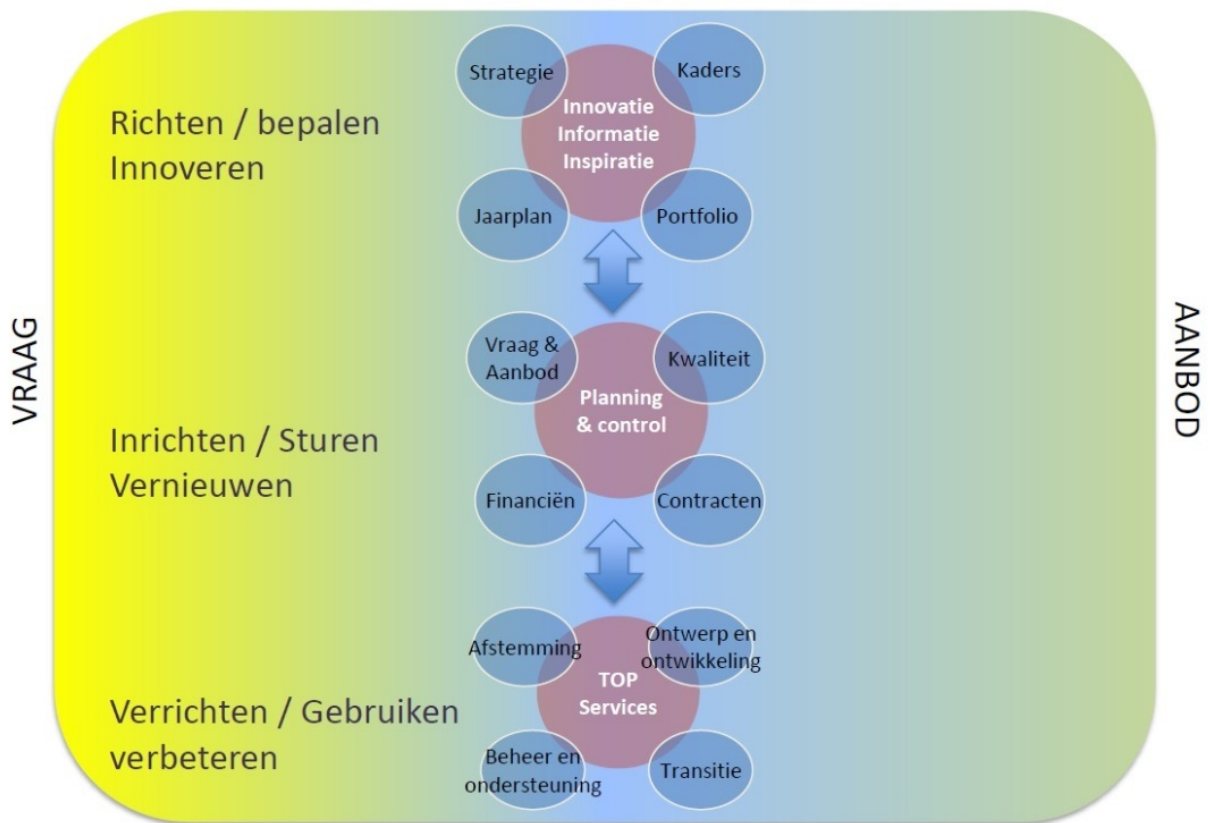 VRAAG
AANBOD
Richten / bepalen
Innoveren
Strategie
Kaders
Innovatie
Informatie
Inspiratie
Jaarplan
Portfolio
Inrichten / Sturen
Vernieuwen
Vraag &
Aanbod
Kwaliteit
Planning
& control
Financiën
Contracten
Verrichten / Gebruiken
verbeteren
Afstemming
Ontwerp en
ontwikkeling
TOP
Services
Beheer en
ondersteuning
Transitie